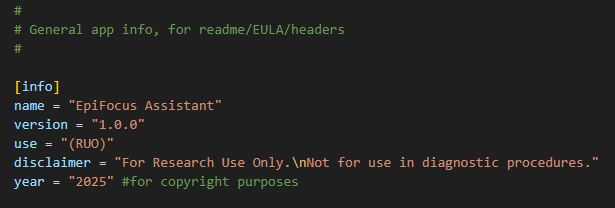 #
# General app info, for readme/EULA/headers
#
[info]
name = "EpiFocus Assistant"
version = "1.0.0"
use = "(RUO)"
disclaimer = "For Research Use Only.\nNot for use in diagnostic procedures."
year = "2025" #for copyright purposes